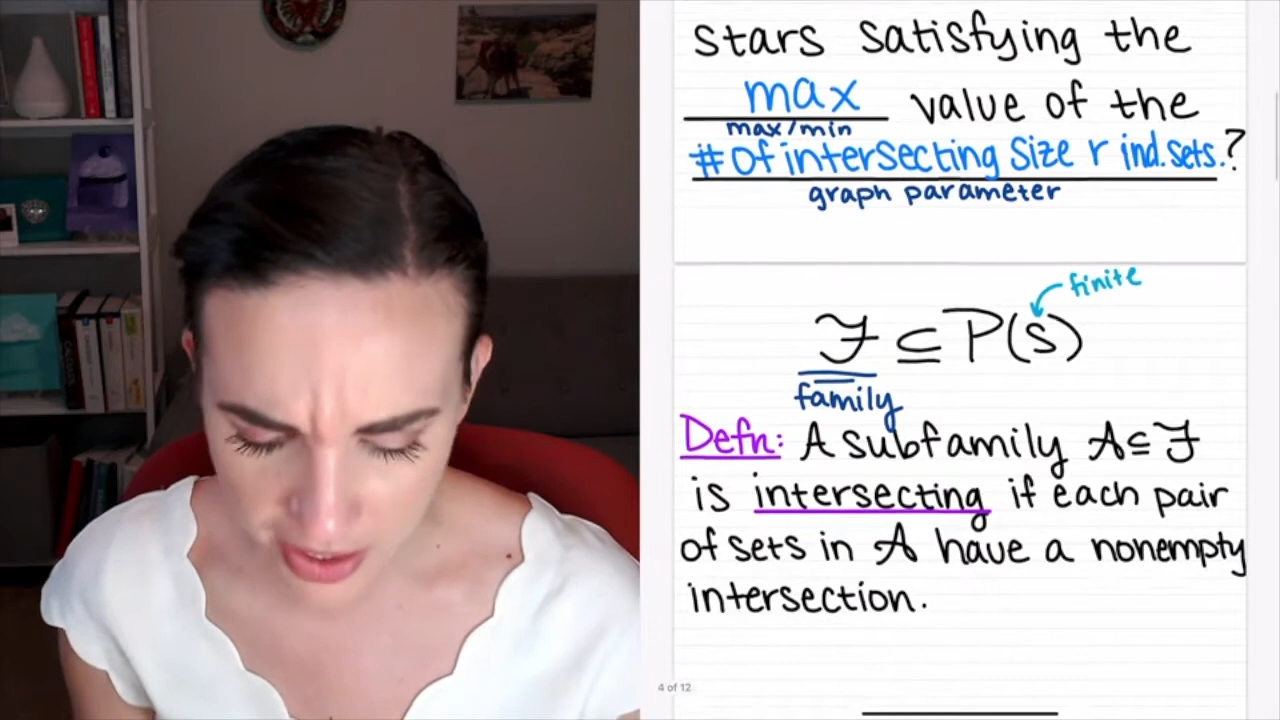 stars satisfying the
max value of the
max/min
# of intersecting size r ind. sets.?
graph parameter
finite
ℱ ⊆ P(s)
family
Defn: A subfamily 𝒜⊆ℱ
is intersecting if each pair
of sets in 𝒜 have a nonempty
intersection.
4 of 12
CALCULUS